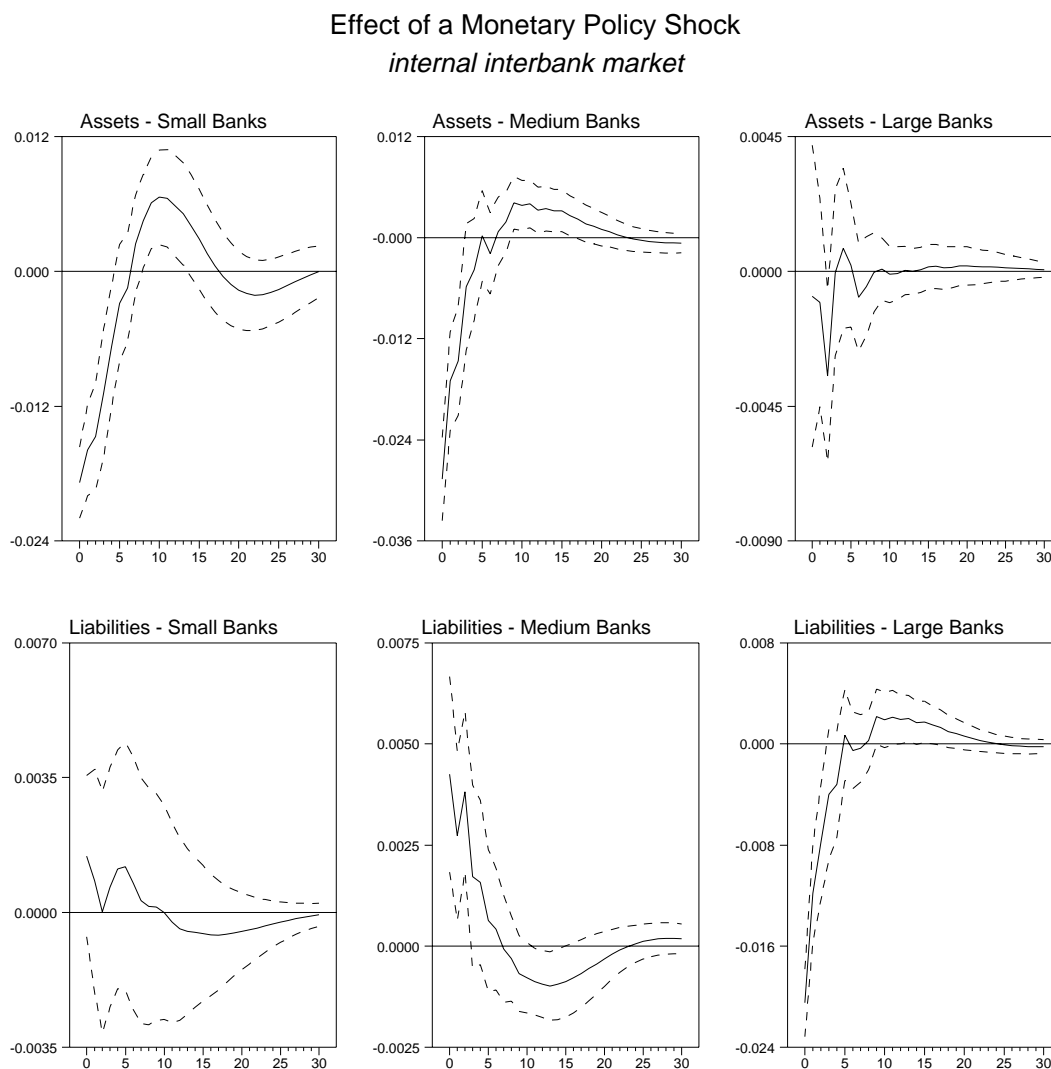 Effect of a Monetary Policy Shock
internal interbank market
Assets - Small Banks
0.012
0.000
-0.012
-0.024
0 5 10 15 20 25 30
Assets - Medium Banks
0.012
-0.000
-0.012
-0.024
-0.036
0 5 10 15 20 25 30
Assets - Large Banks
0.0045
0.0000
-0.0045
-0.0090
0 5 10 15 20 25 30
Liabilities - Small Banks
0.0070
0.0035
0.0000
-0.0035
0 5 10 15 20 25 30
Liabilities - Medium Banks
0.0075
0.0050
0.0025
0.0000
-0.0025
0 5 10 15 20 25 30
Liabilities - Large Banks
0.008
0.000
-0.008
-0.016
-0.024
0 5 10 15 20 25 30